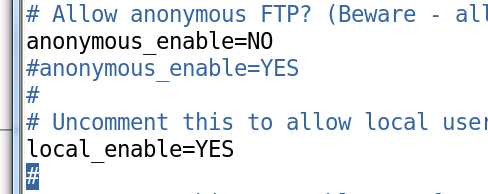 # Allow anonymous FTP? (Beware - all
anonymous_enable=NO
#anonymous_enable=YES
#
# Uncomment this to allow local user
local_enable=YES
#